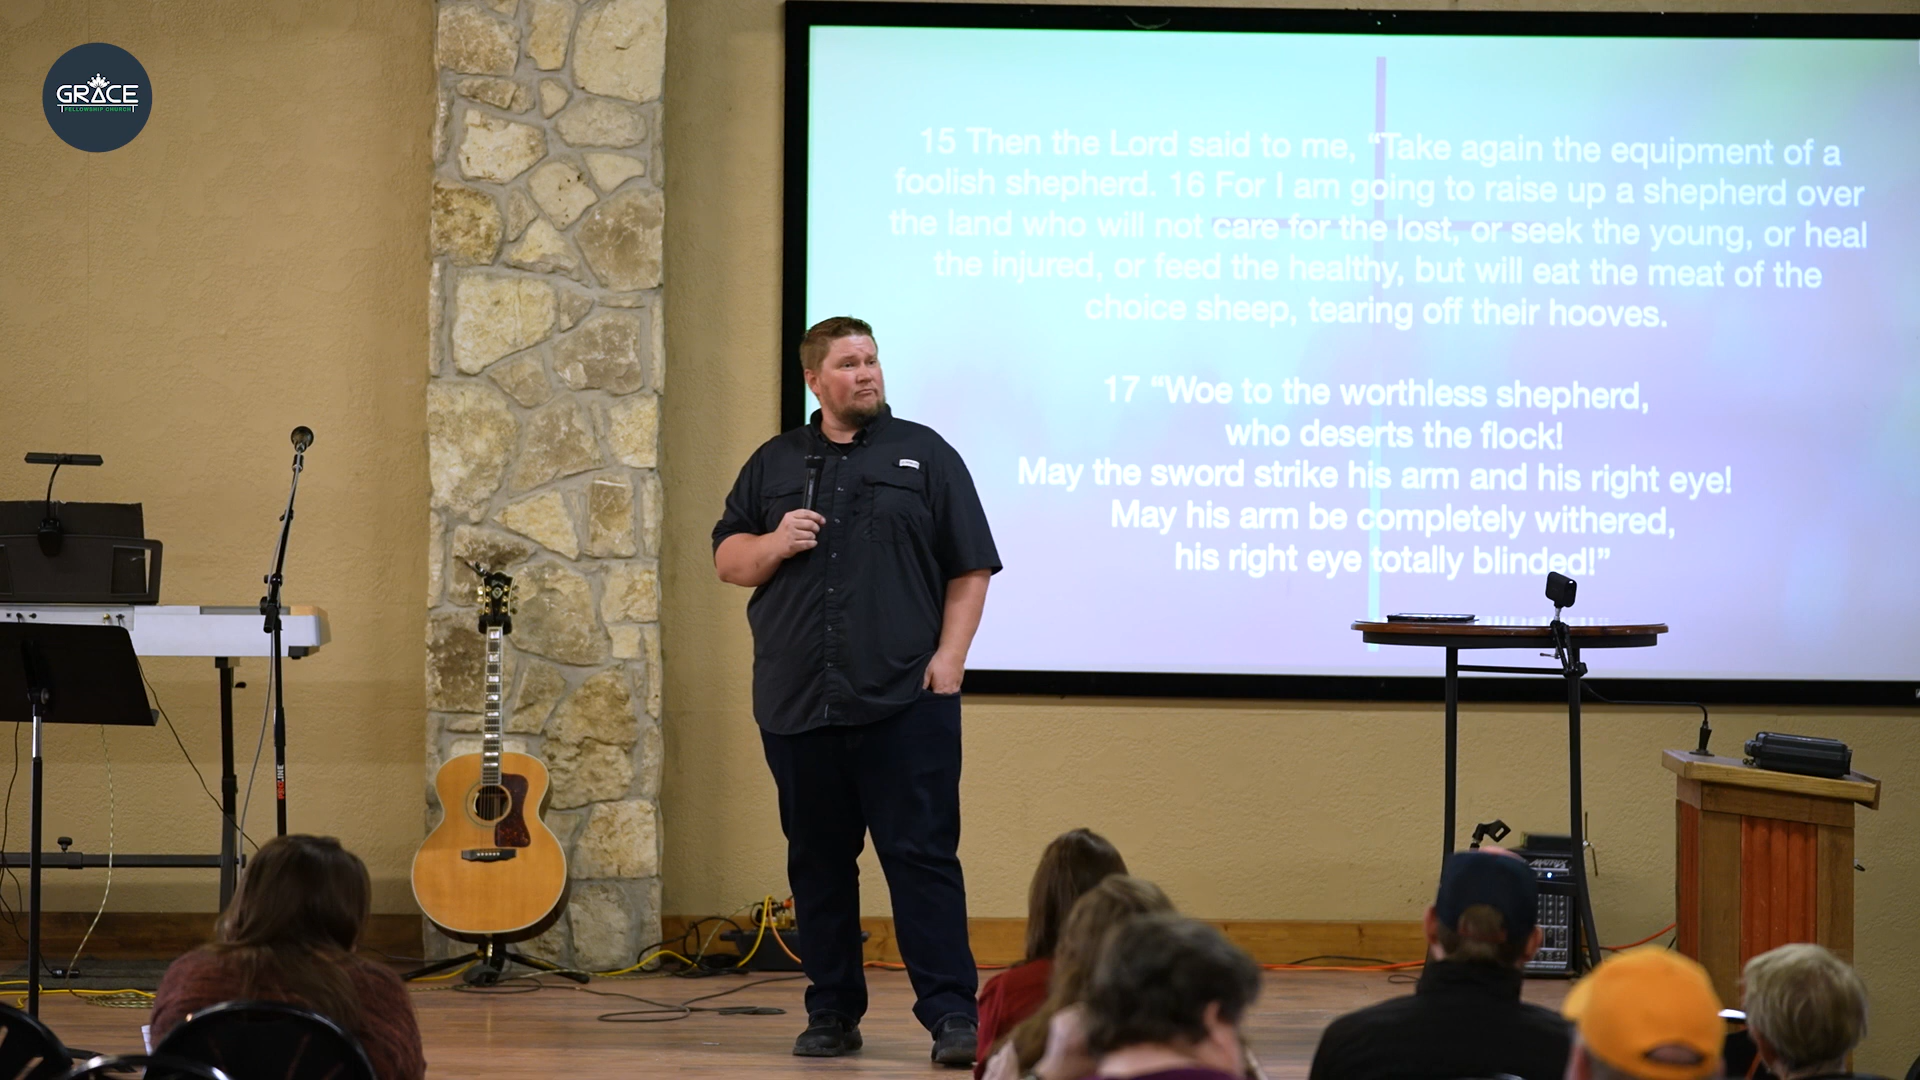 GRACE
FELLOWSHIP CHURCH
15 Then the Lord said to me, “Take again the equipment of a
foolish shepherd. 16 For I am going to raise up a shepherd over
the land who will not care for the lost, or seek the young, or heal
the injured, or feed the healthy, but will eat the meat of the
choice sheep, tearing off their hooves.
17 “Woe to the worthless shepherd,
who deserts the flock!
May the sword strike his arm and his right eye!
May his arm be completely withered,
his right eye totally blinded!”